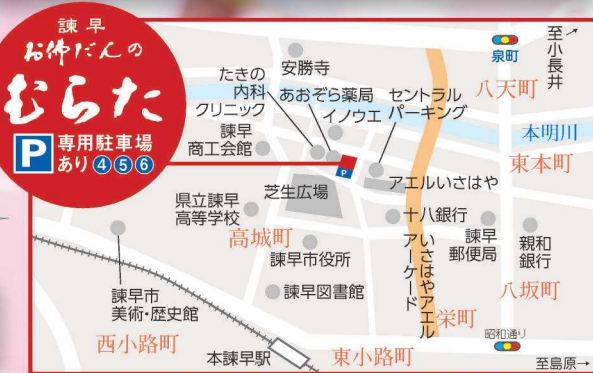 諫早
お佛だんの
むらた
P 専用駐車場
あり④⑤⑥
安勝寺
泉町
至小長井
八天町
たきの
内科
クリニック
あおぞら薬局
イノウエ
セントラル
パーキング
本明川
東本町
諫早
商工会館
P
アエルいさはや
芝生広場
県立諫早
高等学校
高城町
十八銀行
諫早
郵便局
親和
銀行
諫早市役所
いさはやアエル
アーケード
八坂町
諫早図書館
諫早市
美術・歴史館
栄町
昭和通り
西小路町
本諫早駅
東小路町
至島原→